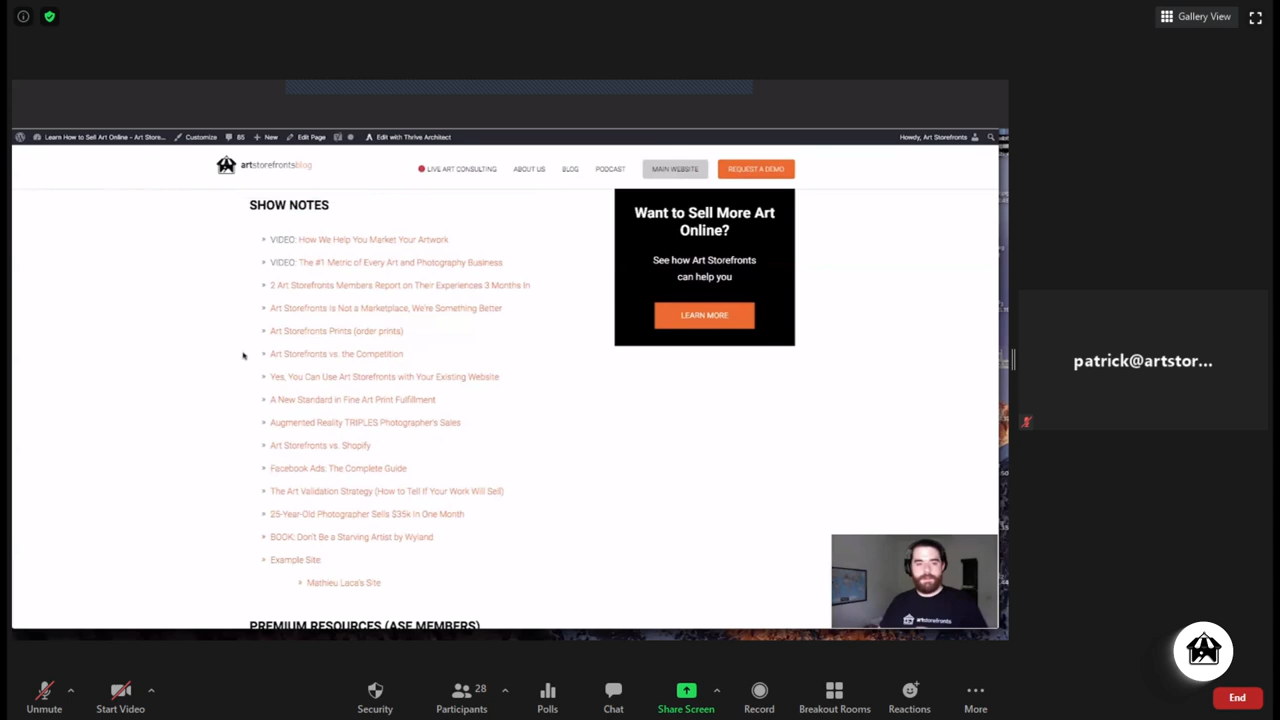 Gallery View
Learn How to Sell Art Online - Art Store...
Customize
85
New
Edit Page
Edit with Thrive Architect
Howdy, Art Storefronts
artstorefrontsblog
LIVE ART CONSULTING
ABOUT US
BLOG
PODCAST
MAIN WEBSITE
REQUEST A DEMO
SHOW NOTES
VIDEO: How We Help You Market Your Artwork
VIDEO: The #1 Metric of Every Art and Photography Business
2 Art Storefronts Members Report on Their Experiences 3 Months In
Art Storefronts Is Not a Marketplace, We're Something Better
Art Storefronts Prints (order prints)
Art Storefronts vs. the Competition
Yes, You Can Use Art Storefronts with Your Existing Website
A New Standard in Fine Art Print Fulfillment
Augmented Reality TRIPLES Photographer's Sales
Art Storefronts vs. Shopify
Facebook Ads: The Complete Guide
The Art Validation Strategy (How to Tell If Your Work Will Sell)
25-Year-Old Photographer Sells $35k In One Month
BOOK: Don't Be a Starving Artist by Wyland
Example Site:
Mathieu Laca's Site
PREMIUM RESOURCES (ASF MEMBERS)
Want to Sell More Art
Online?
See how Art Storefronts
can help you
LEARN MORE
patrick@artstor...
artstorefronts
Unmute
Start Video
Security
Participants
28
Polls
Chat
Share Screen
Record
Breakout Rooms
Reactions
More
End